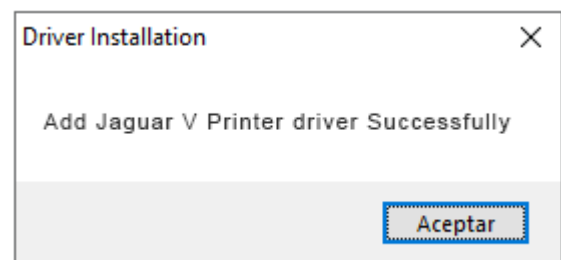 Driver Installation
Add Jaguar V Printer driver Successfully
Aceptar